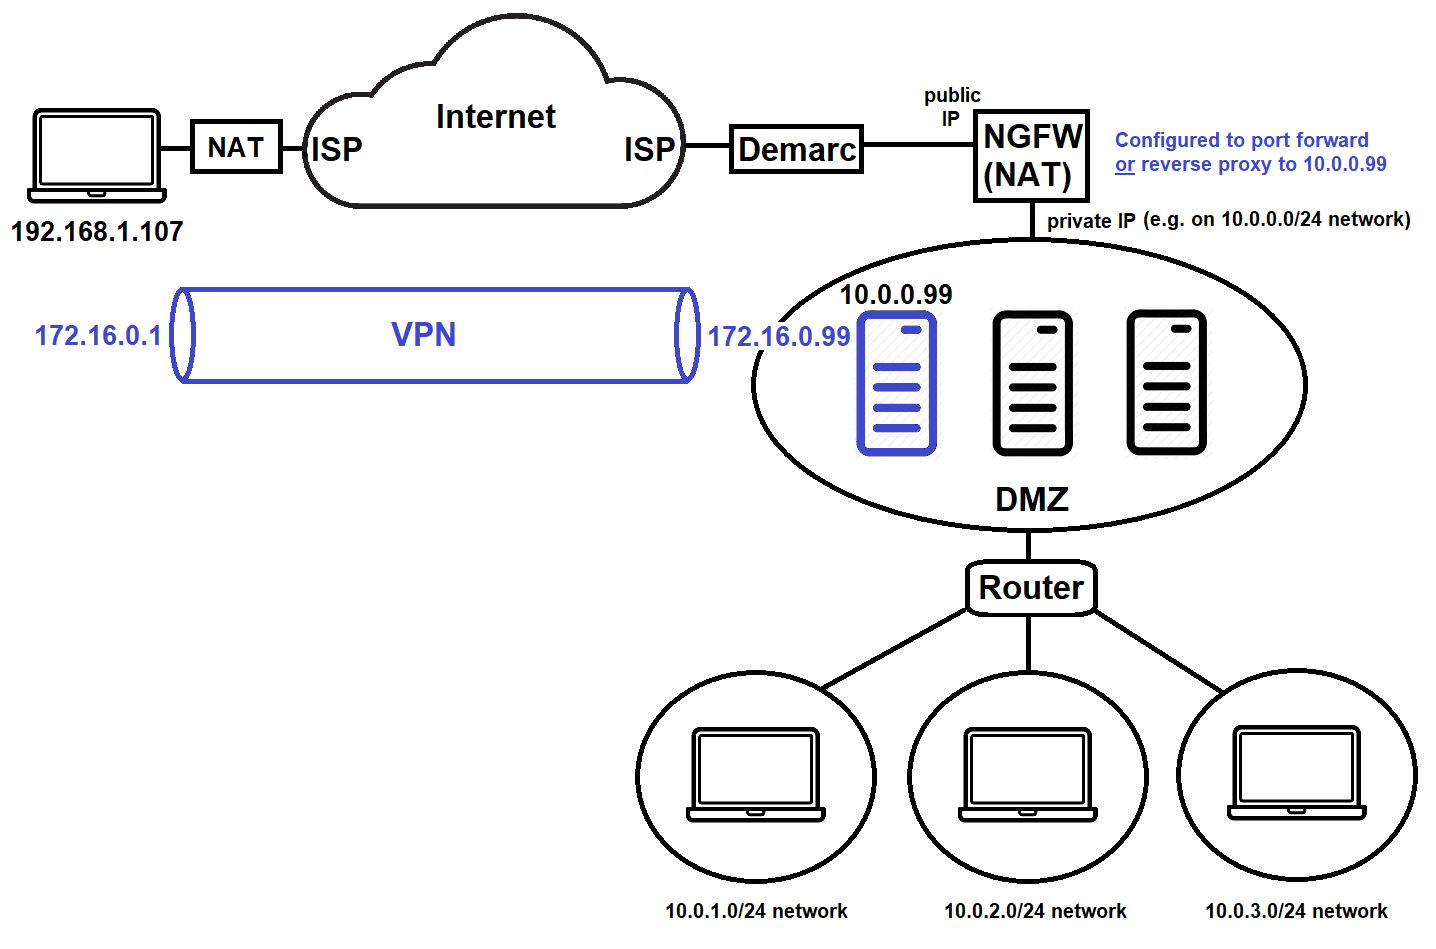 Internet
ISP
ISP
NAT
192.168.1.107
Demarc
public
IP
NGFW
(NAT)
Configured to port forward
or reverse proxy to 10.0.0.99
private IP (e.g. on 10.0.0.0/24 network)
172.16.0.1
VPN
172.16.0.99
10.0.0.99
DMZ
Router
10.0.1.0/24 network
10.0.2.0/24 network
10.0.3.0/24 network